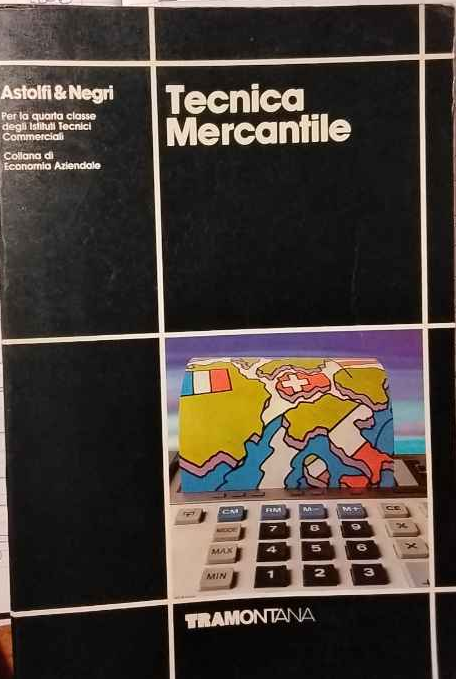 Astolfi & Negri
Per la quarta classe
degli Istituti Tecnici
Commerciali
Collana di
Economia Aziendale
Tecnica
Mercantile
CM RM M− M+ CE
MODE 7 8 9
MAX 4 5 6
MIN 1 2 3
TRAMONTANA